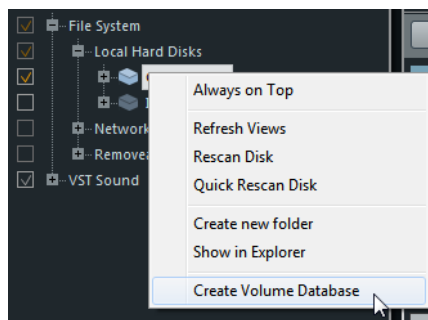 File System
Local Hard Disks
Always on Top
Network
Refresh Views
Removea
Rescan Disk
VST Sound
Quick Rescan Disk
Create new folder
Show in Explorer
Create Volume Database